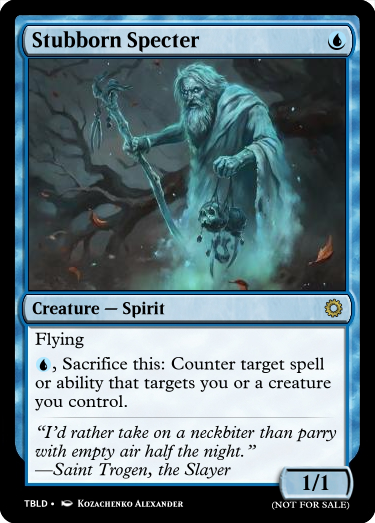 Stubborn Specter
Flying
Creature — Spirit
, Sacrifice this: Counter target spell
or ability that targets you or a creature
you control.
“I’d rather take on a neckbiter than parry
with empty air half the night.”
—Saint Trogen, the Slayer
1/1
TBLD • Kozachenko Alexander
(NOT FOR SALE)